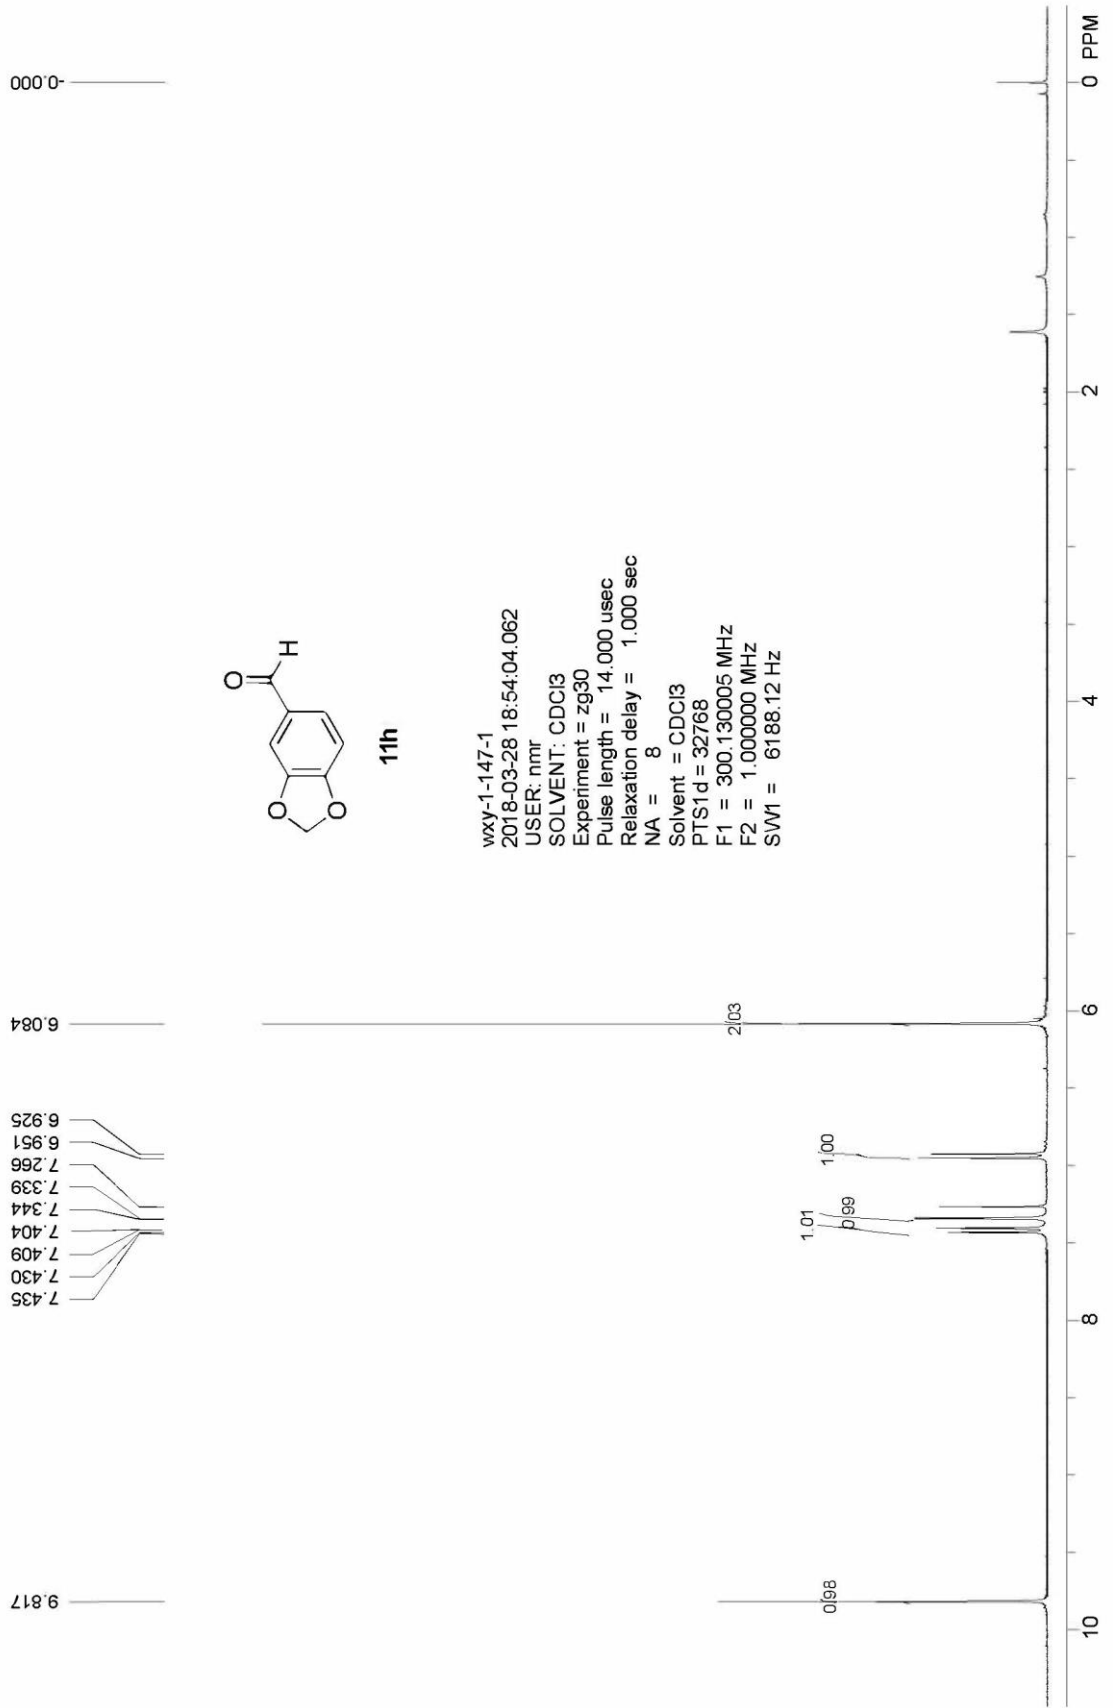 9.817
7.435
7.430
7.409
7.404
7.344
7.339
7.266
6.951
6.925
6.084
-0.000
O
H
O
O
11h
wxy-1-147-1
2018-03-28 18:54:04.062
USER: nmr
SOLVENT: CDCl3
Experiment = zg30
Pulse length = 14.000 usec
Relaxation delay = 1.000 sec
NA = 8
Solvent = CDCl3
PTS1d = 32768
F1 = 300.130005 MHz
F2 = 1.000000 MHz
SW1 = 6188.12 Hz
0.98
1.01
0.99
1.00
2.03
10 8 6 4 2 0 PPM